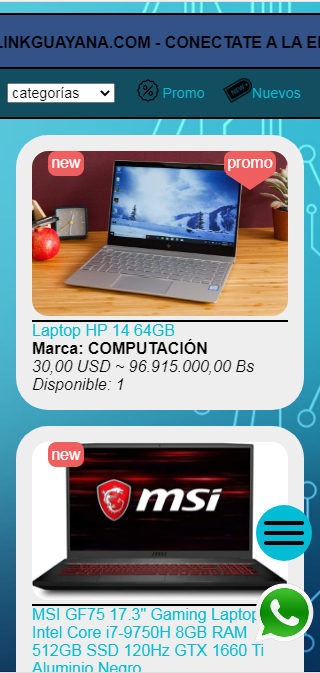 LINKGUAYANA.COM - CONECTATE A LA
categorías
Promo
NEW
Nuevos
new
promo
Laptop HP 14 64GB
Marca: COMPUTACIÓN
30,00 USD ~ 96.915.000,00 Bs
Disponible: 1
new
msi
MSI GF75 17.3" Gaming Laptop
Intel Core i7-9750H 8GB RAM
512GB SSD 120Hz GTX 1660 Ti
Aluminio Negro